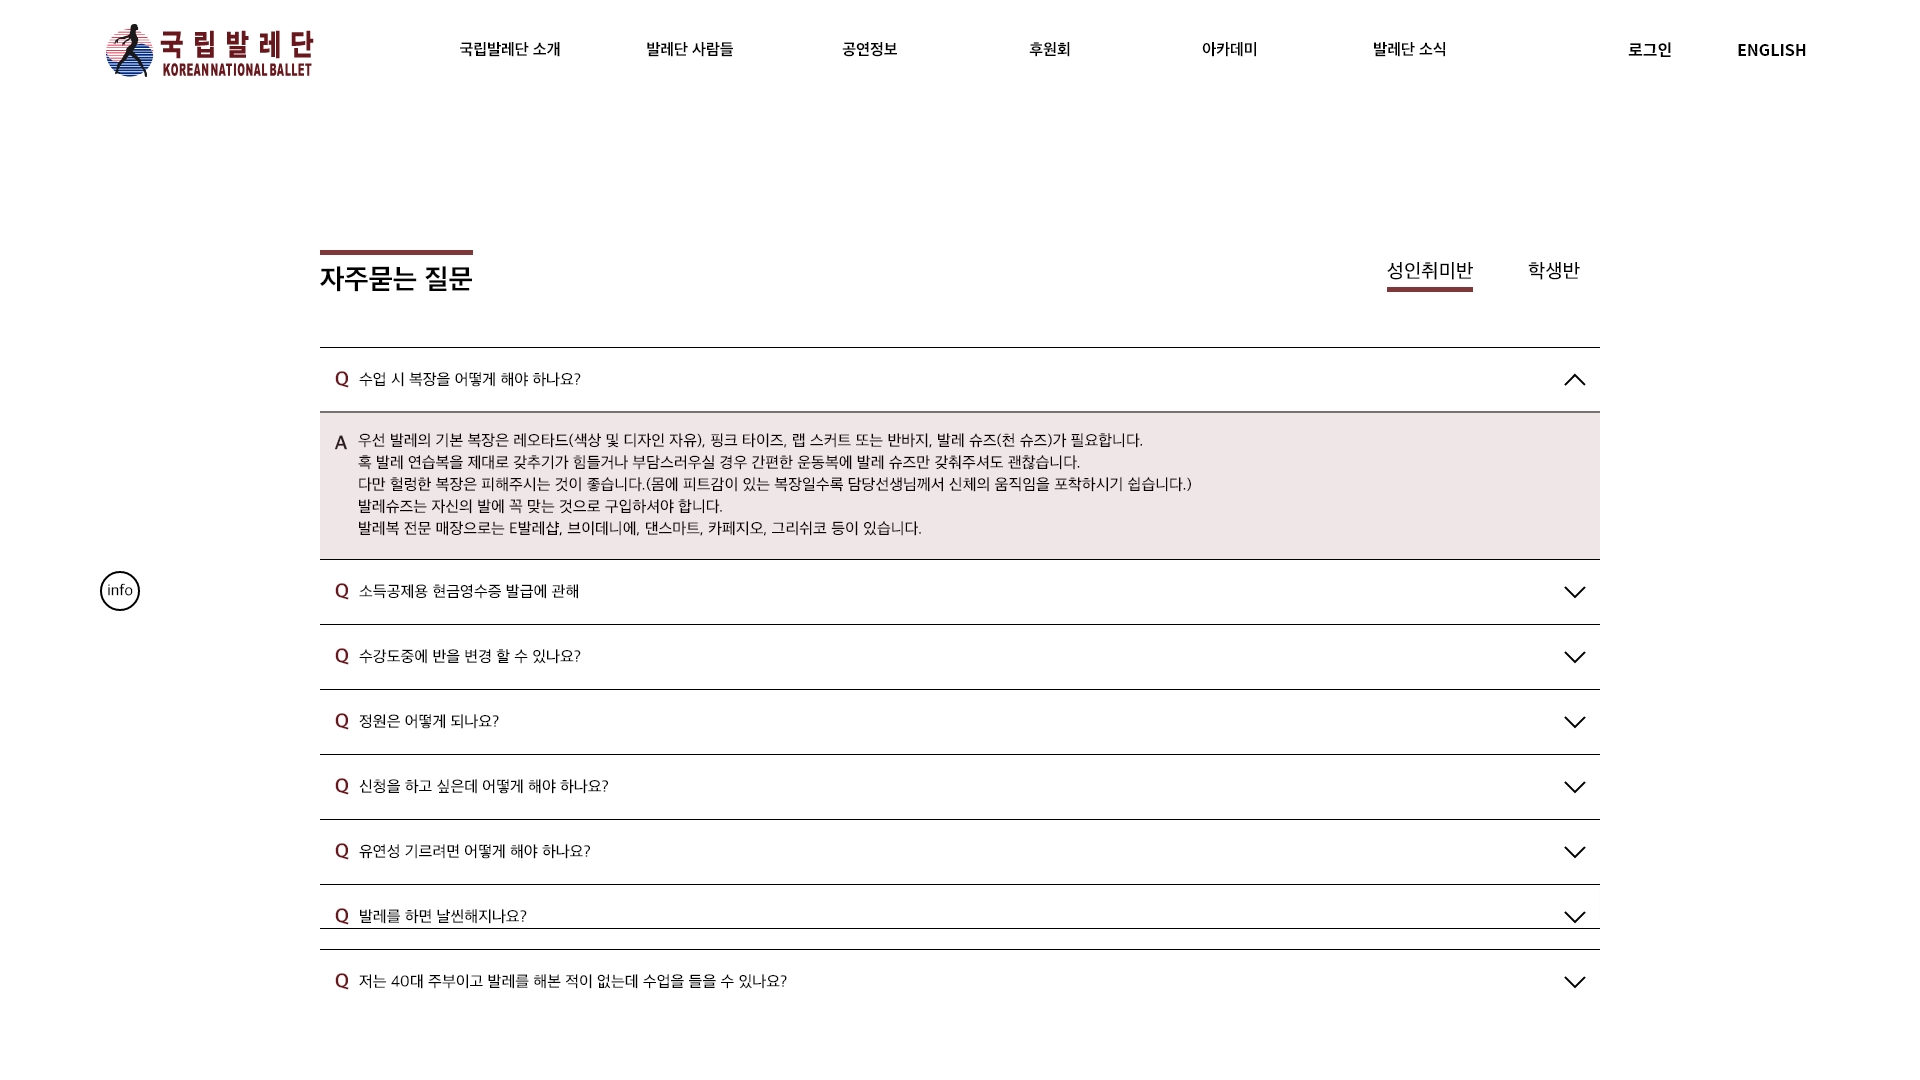 국립발레단
KOREAN NATIONAL BALLET
국립발레단 소개
발레단 사람들
공연정보
후원회
아카데미
발레단 소식
로그인
ENGLISH
자주묻는 질문
성인취미반
학생반
Q 수업 시 복장을 어떻게 해야 하나요?
A 우선 발레의 기본 복장은 레오타드(색상 및 디자인 자유), 핑크 타이즈, 랩 스커트 또는 반바지, 발레 슈즈(천 슈즈)가 필요합니다.
혹 발레 연습복을 제대로 갖추기가 힘들거나 부담스러우실 경우 간편한 운동복에 발레 슈즈만 갖춰주셔도 괜찮습니다.
다만 헐렁한 복장은 피해주시는 것이 좋습니다.(몸에 피트감이 있는 복장일수록 담당선생님께서 신체의 움직임을 포착하시기 쉽습니다.)
발레슈즈는 자신의 발에 꼭 맞는 것으로 구입하셔야 합니다.
발레복 전문 매장으로는 E발레샵, 브이데니에, 댄스마트, 카페지오, 그리쉬코 등이 있습니다.
info
Q 소득공제용 현금영수증 발급에 관해
Q 수강도중에 반을 변경 할 수 있나요?
Q 정원은 어떻게 되나요?
Q 신청을 하고 싶은데 어떻게 해야 하나요?
Q 유연성 기르려면 어떻게 해야 하나요?
Q 발레를 하면 날씬해지나요?
Q 저는 40대 주부이고 발레를 해본 적이 없는데 수업을 들을 수 있나요?